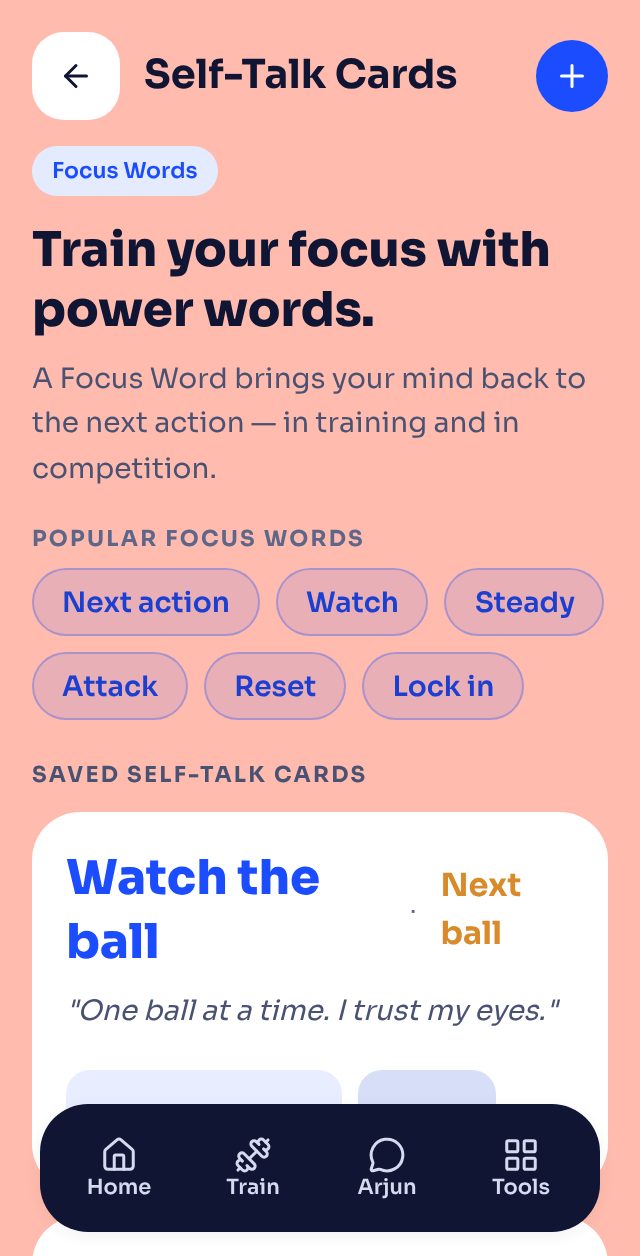 Self-Talk Cards
Focus Words
Train your focus with
power words.
A Focus Word brings your mind back to
the next action — in training and in
competition.
POPULAR FOCUS WORDS
Next action
Watch
Steady
Attack
Reset
Lock in
SAVED SELF-TALK CARDS
Watch the
ball
·
Next
ball
"One ball at a time. I trust my eyes."
Home
Train
Arjun
Tools